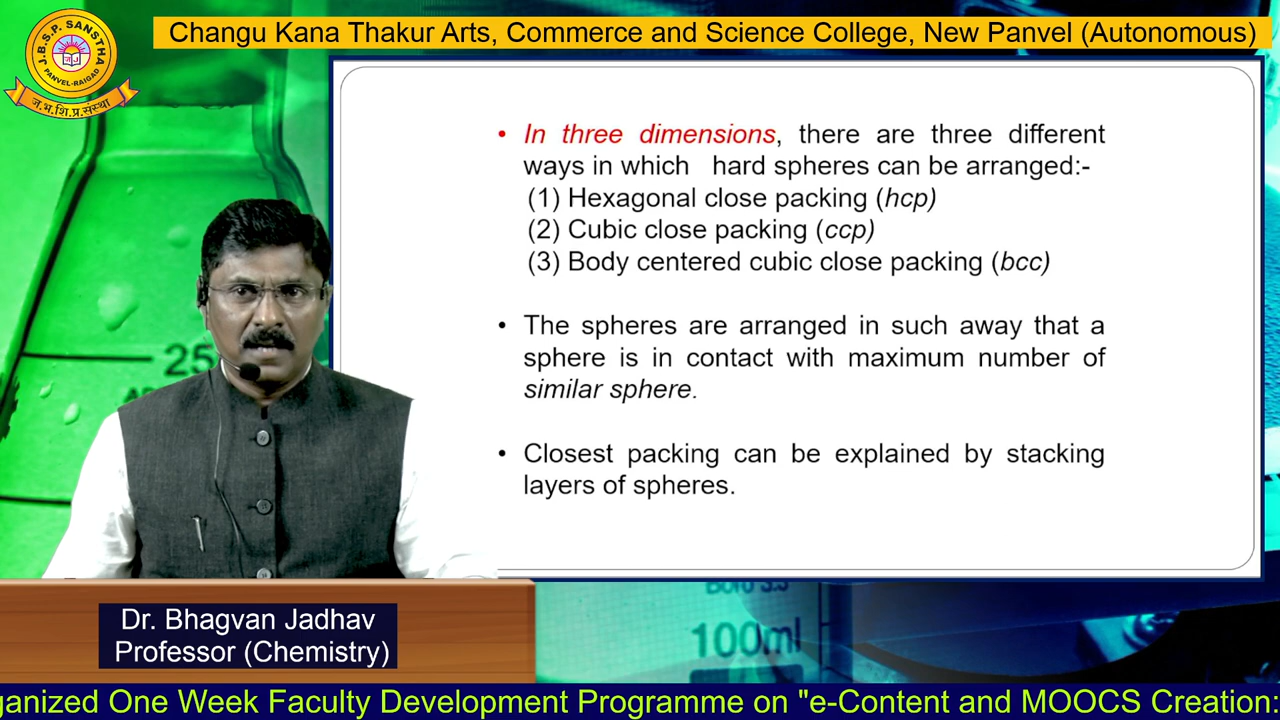 Changu Kana Thakur Arts, Commerce and Science College, New Panvel (Autonomous)
J.B.S.P. SANSTHA
PANVEL-RAIGAD
ज.भ.शि.प्र.संस्था
• In three dimensions, there are three different
ways in which hard spheres can be arranged:-
(1) Hexagonal close packing (hcp)
(2) Cubic close packing (ccp)
(3) Body centered cubic close packing (bcc)
• The spheres are arranged in such away that a
sphere is in contact with maximum number of
similar sphere.
• Closest packing can be explained by stacking
layers of spheres.
25
100ml
Dr. Bhagvan Jadhav
Professor (Chemistry)
ganized One Week Faculty Development Programme on "e-Content and MOOCS Creation: